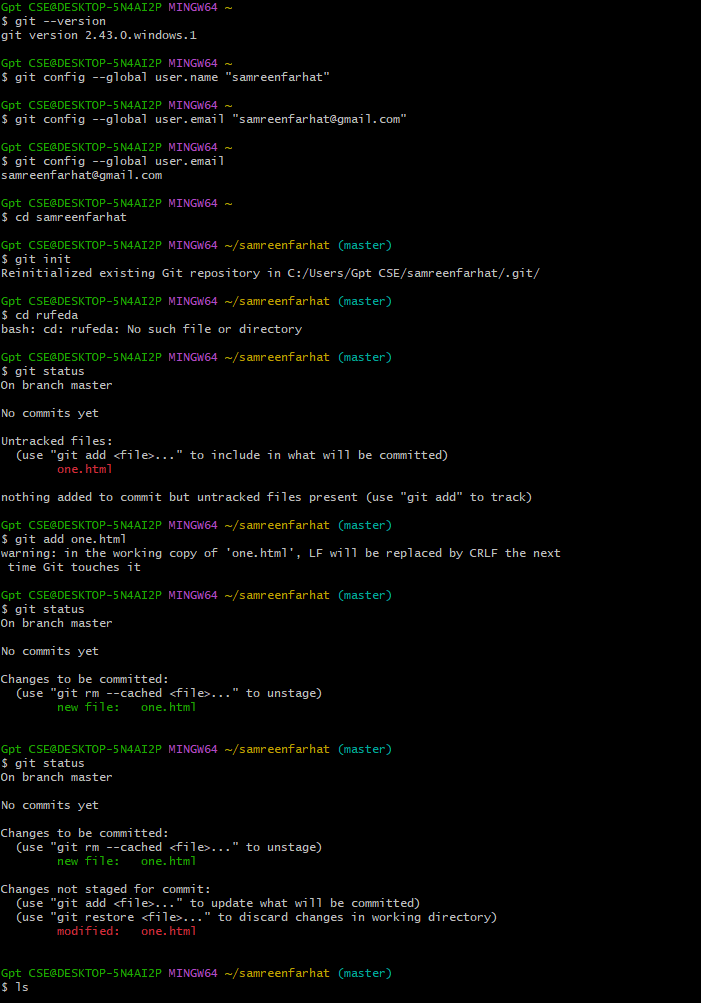 Gpt CSE@DESKTOP-5N4AI2P MINGW64 ~
$ git --version
git version 2.43.0.windows.1

Gpt CSE@DESKTOP-5N4AI2P MINGW64 ~
$ git config --global user.name "samreenfarhat"

Gpt CSE@DESKTOP-5N4AI2P MINGW64 ~
$ git config --global user.email "samreenfarhat@gmail.com"

Gpt CSE@DESKTOP-5N4AI2P MINGW64 ~
$ git config --global user.email
samreenfarhat@gmail.com

Gpt CSE@DESKTOP-5N4AI2P MINGW64 ~
$ cd samreenfarhat

Gpt CSE@DESKTOP-5N4AI2P MINGW64 ~/samreenfarhat (master)
$ git init
Reinitialized existing Git repository in C:/Users/Gpt CSE/samreenfarhat/.git/

Gpt CSE@DESKTOP-5N4AI2P MINGW64 ~/samreenfarhat (master)
$ cd rufeda
bash: cd: rufeda: No such file or directory

Gpt CSE@DESKTOP-5N4AI2P MINGW64 ~/samreenfarhat (master)
$ git status
On branch master

No commits yet

Untracked files:
  (use "git add <file>..." to include in what will be committed)
        one.html

nothing added to commit but untracked files present (use "git add" to track)

Gpt CSE@DESKTOP-5N4AI2P MINGW64 ~/samreenfarhat (master)
$ git add one.html
warning: in the working copy of 'one.html', LF will be replaced by CRLF the next
 time Git touches it

Gpt CSE@DESKTOP-5N4AI2P MINGW64 ~/samreenfarhat (master)
$ git status
On branch master

No commits yet

Changes to be committed:
  (use "git rm --cached <file>..." to unstage)
        new file:   one.html


Gpt CSE@DESKTOP-5N4AI2P MINGW64 ~/samreenfarhat (master)
$ git status
On branch master

No commits yet

Changes to be committed:
  (use "git rm --cached <file>..." to unstage)
        new file:   one.html

Changes not staged for commit:
  (use "git add <file>..." to update what will be committed)
  (use "git restore <file>..." to discard changes in working directory)
        modified:   one.html


Gpt CSE@DESKTOP-5N4AI2P MINGW64 ~/samreenfarhat (master)
$ ls